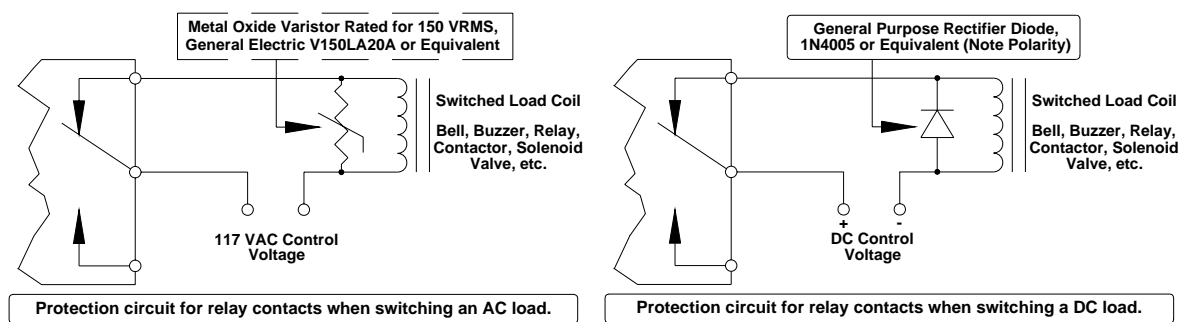 Metal Oxide Varistor Rated for 150 VRMS,
General Electric V150LA20A or Equivalent
Switched Load Coil
Bell, Buzzer, Relay,
Contactor, Solenoid
Valve, etc.
117 VAC Control
Voltage
Protection circuit for relay contacts when switching an AC load.
General Purpose Rectifier Diode,
1N4005 or Equivalent (Note Polarity)
Switched Load Coil
Bell, Buzzer, Relay,
Contactor, Solenoid
Valve, etc.
+ -
DC Control
Voltage
Protection circuit for relay contacts when switching a DC load.